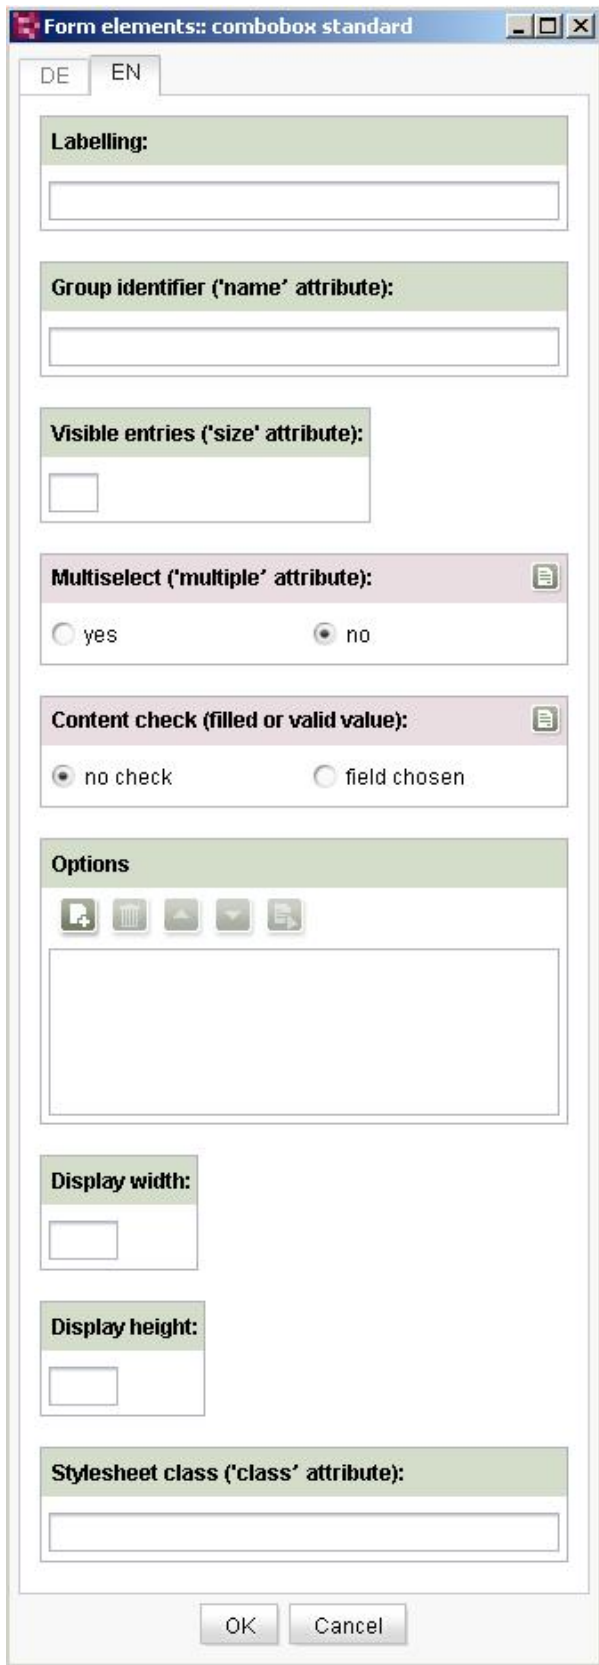 Form elements:: combobox standard
DE EN
Labelling:
Group identifier ('name' attribute):
Visible entries ('size' attribute):
Multiselect ('multiple' attribute):
yes no
Content check (filled or valid value):
no check field chosen
Options
Display width:
Display height:
Stylesheet class ('class' attribute):
OK Cancel